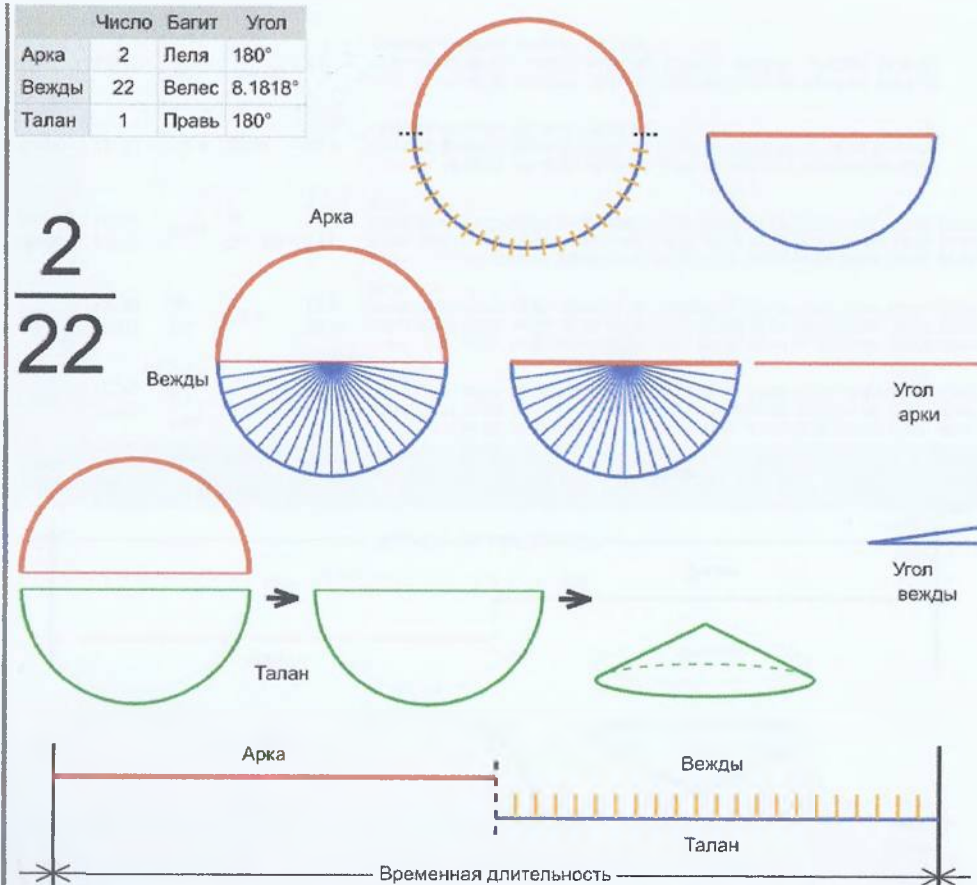 Число Багит Угол
Арка 2 Леля 180°
Вежды 22 Велес 8.1818°
Талан 1 Правь 180°
2
22
Арка
Вежды
Угол
арки
Угол
вежды
Талан
Арка
Вежды
Талан
Временная длительность